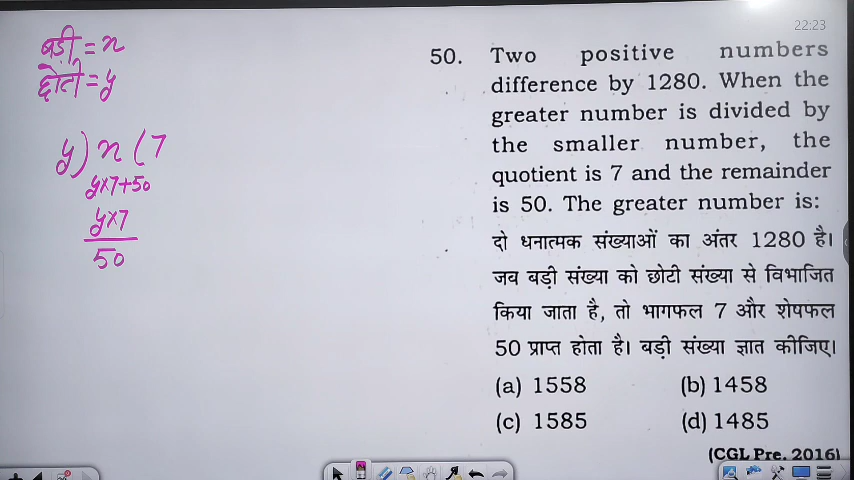 22:23
बड़ी = x
छोटी = y
y ) x ( 7
y×7+50
y×7
50
50. Two positive numbers
difference by 1280. When the
greater number is divided by
the smaller number, the
quotient is 7 and the remainder
is 50. The greater number is:
दो धनात्मक संख्याओं का अंतर 1280 है।
जब बड़ी संख्या को छोटी संख्या से विभाजित
किया जाता है, तो भागफल 7 और शेषफल
50 प्राप्त होता है। बड़ी संख्या ज्ञात कीजिए।
(a) 1558 (b) 1458
(c) 1585 (d) 1485
(CGL Pre. 2016)